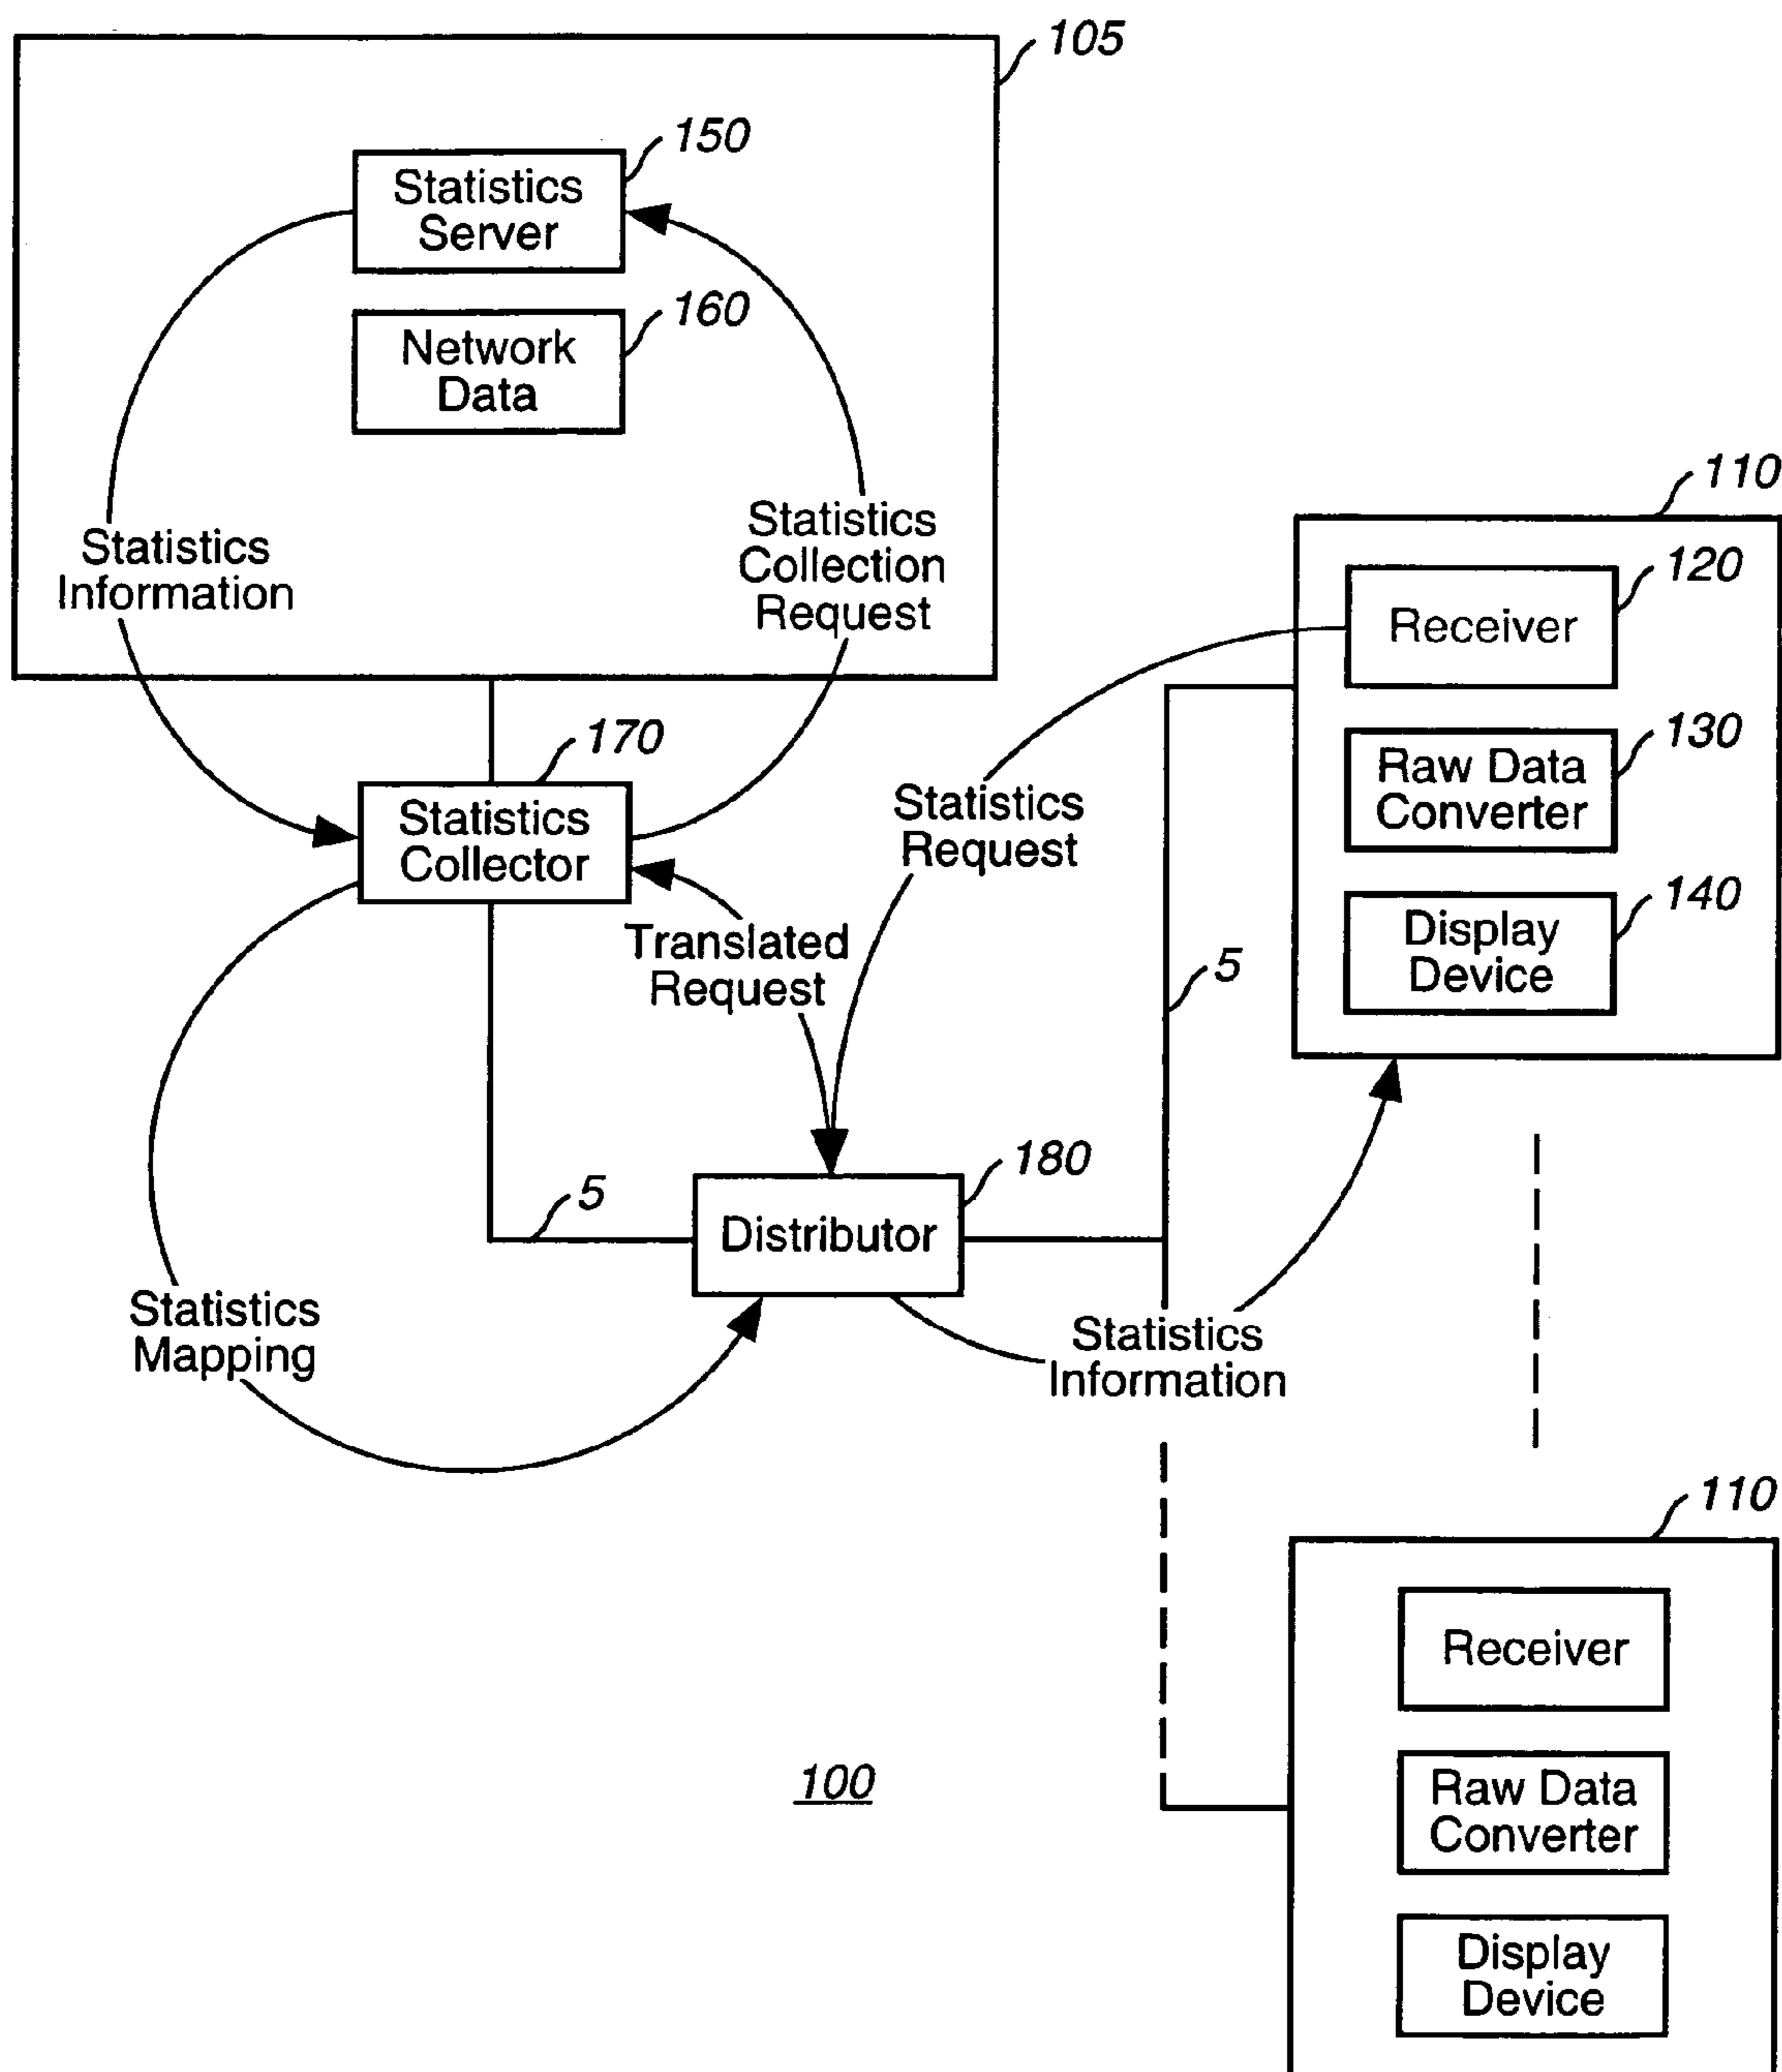 105
150
Statistics
Server
160
Network
Data
Statistics
Information
Statistics
Collection
Request
110
120
Receiver
130
Raw Data
Converter
140
Display
Device
170
Statistics
Collector
Statistics
Request
Translated
Request
5
180
Distributor
5
Statistics
Mapping
Statistics
Information
110
Receiver
Raw Data
Converter
Display
Device
100